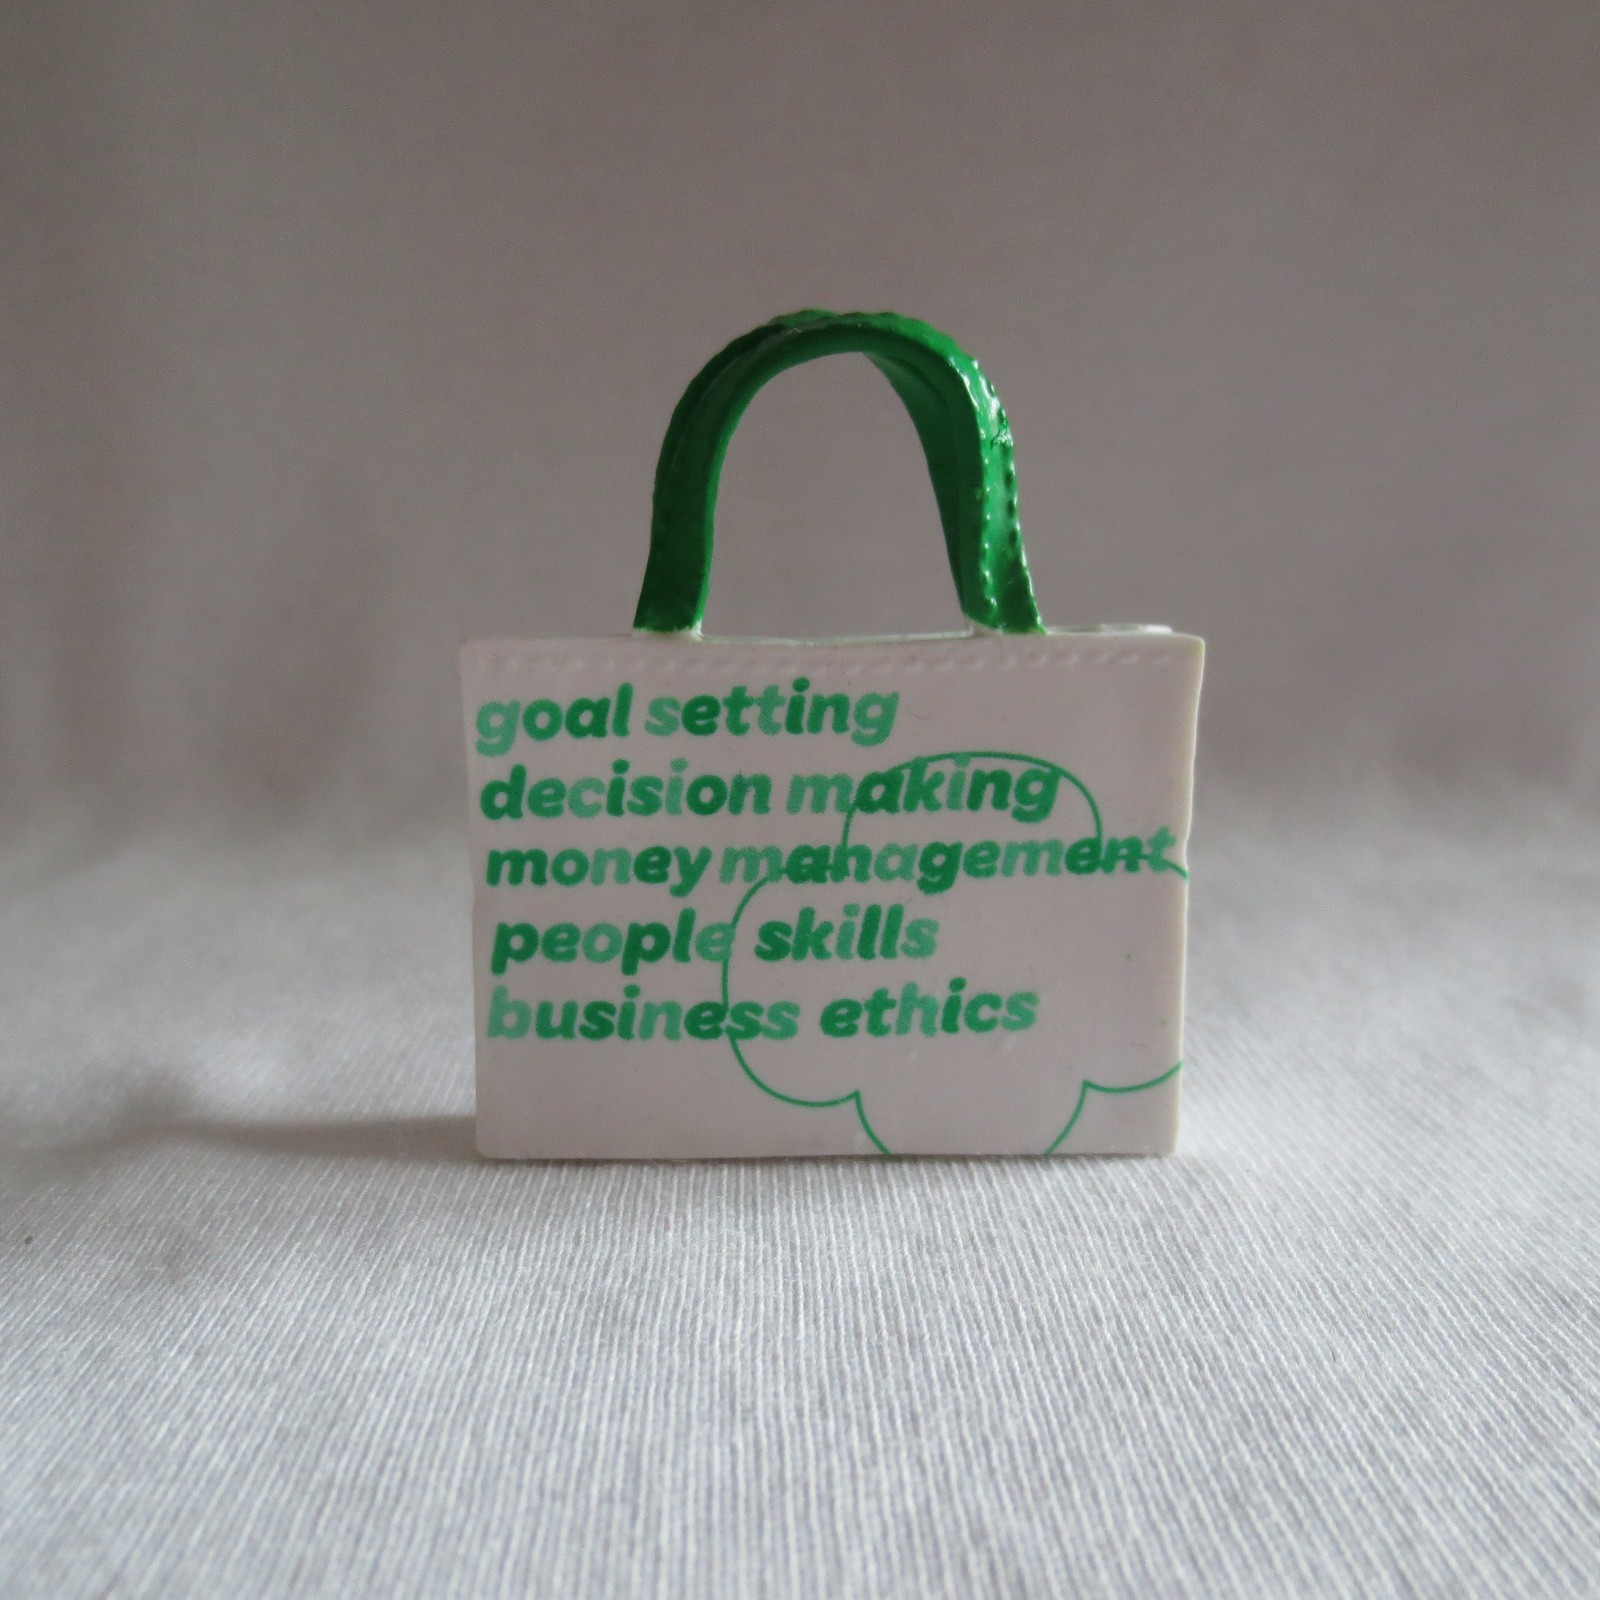 goal setting
decision making
money management
people skills
business ethics